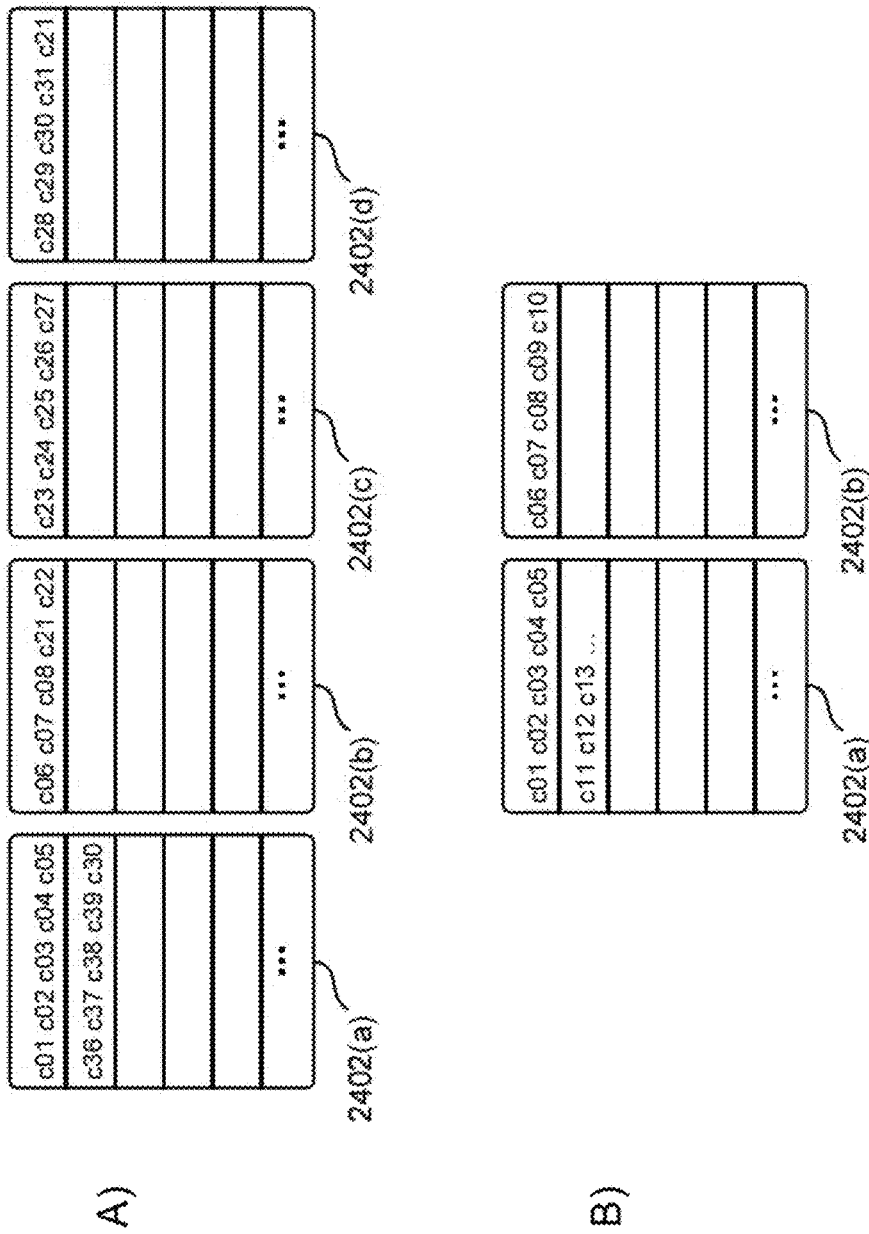 A)
c01 c02 c03 c04 c05
c36 c37 c38 c39 c30
...
2402(a)
c06 c07 c08 c21 c22
...
2402(b)
c23 c24 c25 c26 c27
...
2402(c)
c28 c29 c30 c31 c21
...
2402(d)
B)
c01 c02 c03 c04 c05
c11 c12 c13 ...
...
2402(a)
c06 c07 c08 c09 c10
...
2402(b)